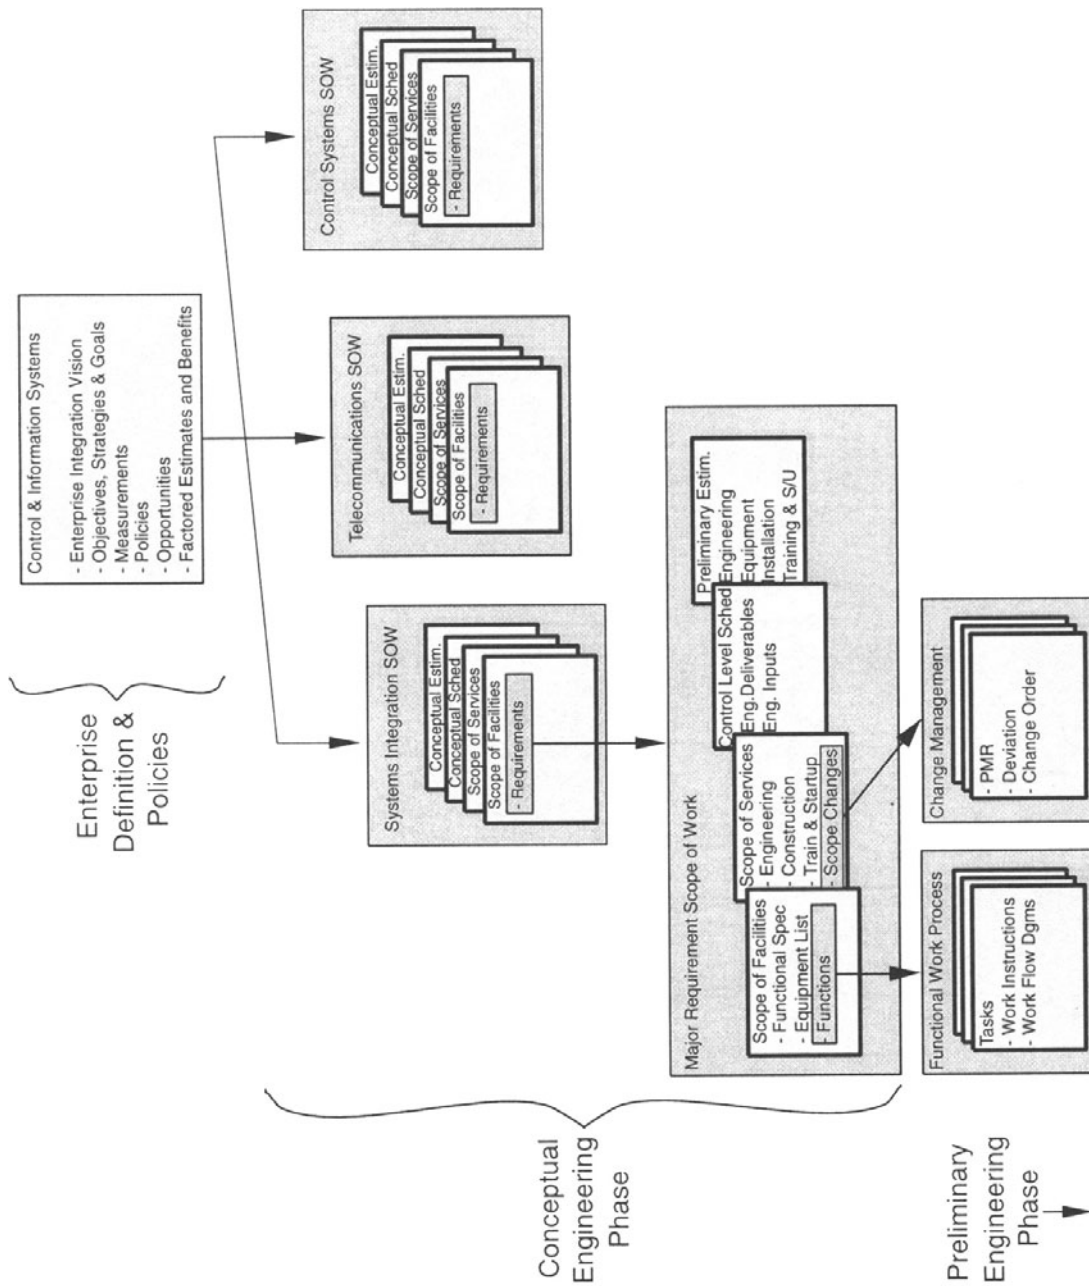 Enterprise
Definition &
Policies
Control & Information Systems
- Enterprise Integration Vision
- Objectives, Strategies & Goals
- Measurements
- Policies
- Opportunities
- Factored Estimates and Benefits
Conceptual
Engineering
Phase
Systems Integration SOW
Conceptual Estim.
Conceptual Sched
Scope of Services
Scope of Facilities
- Requirements
Telecommunications SOW
Conceptual Estim.
Conceptual Sched
Scope of Services
Scope of Facilities
- Requirements
Control Systems SOW
Conceptual Estim.
Conceptual Sched
Scope of Services
Scope of Facilities
- Requirements
Major Requirement Scope of Work
Scope of Facilities
- Functional Spec
- Equipment List
- Functions
Scope of Services
- Engineering
- Construction
- Train & Startup
- Scope Changes
Control Level Sched
Eng.Deliverables
Eng. Inputs
Preliminary Estim.
Engineering
Equipment
Installation
Training & S/U
Preliminary
Engineering
Phase
Functional Work Process
Tasks
- Work Instructions
- Work Flow Dgms
Change Management
- PMR
- Deviation
- Change Order